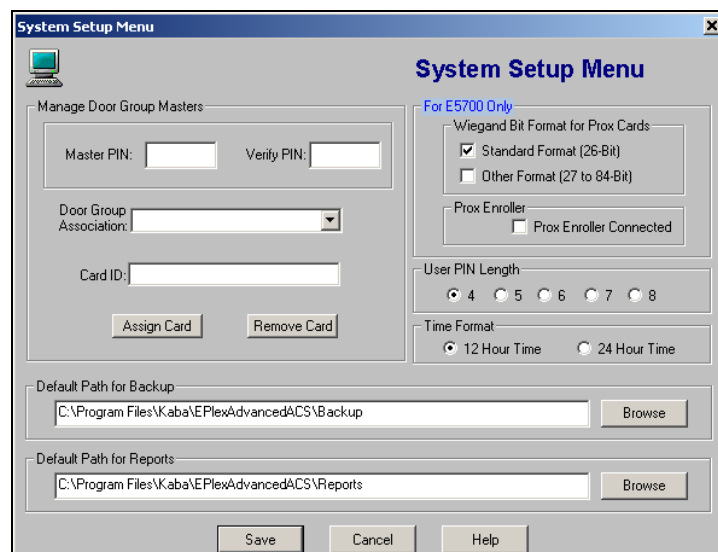 System Setup Menu
System Setup Menu
Manage Door Group Masters
Master PIN:
Verify PIN:
Door Group
Association:
Card ID:
Assign Card
Remove Card
For E5700 Only
Wiegand Bit Format for Prox Cards
Standard Format (26-Bit)
Other Format (27 to 84-Bit)
Prox Enroller
Prox Enroller Connected
User PIN Length
4 5 6 7 8
Time Format
12 Hour Time 24 Hour Time
Default Path for Backup
C:\Program Files\Kaba\EPlexAdvancedACS\Backup
Browse
Default Path for Reports
C:\Program Files\Kaba\EPlexAdvancedACS\Reports
Browse
Save Cancel Help